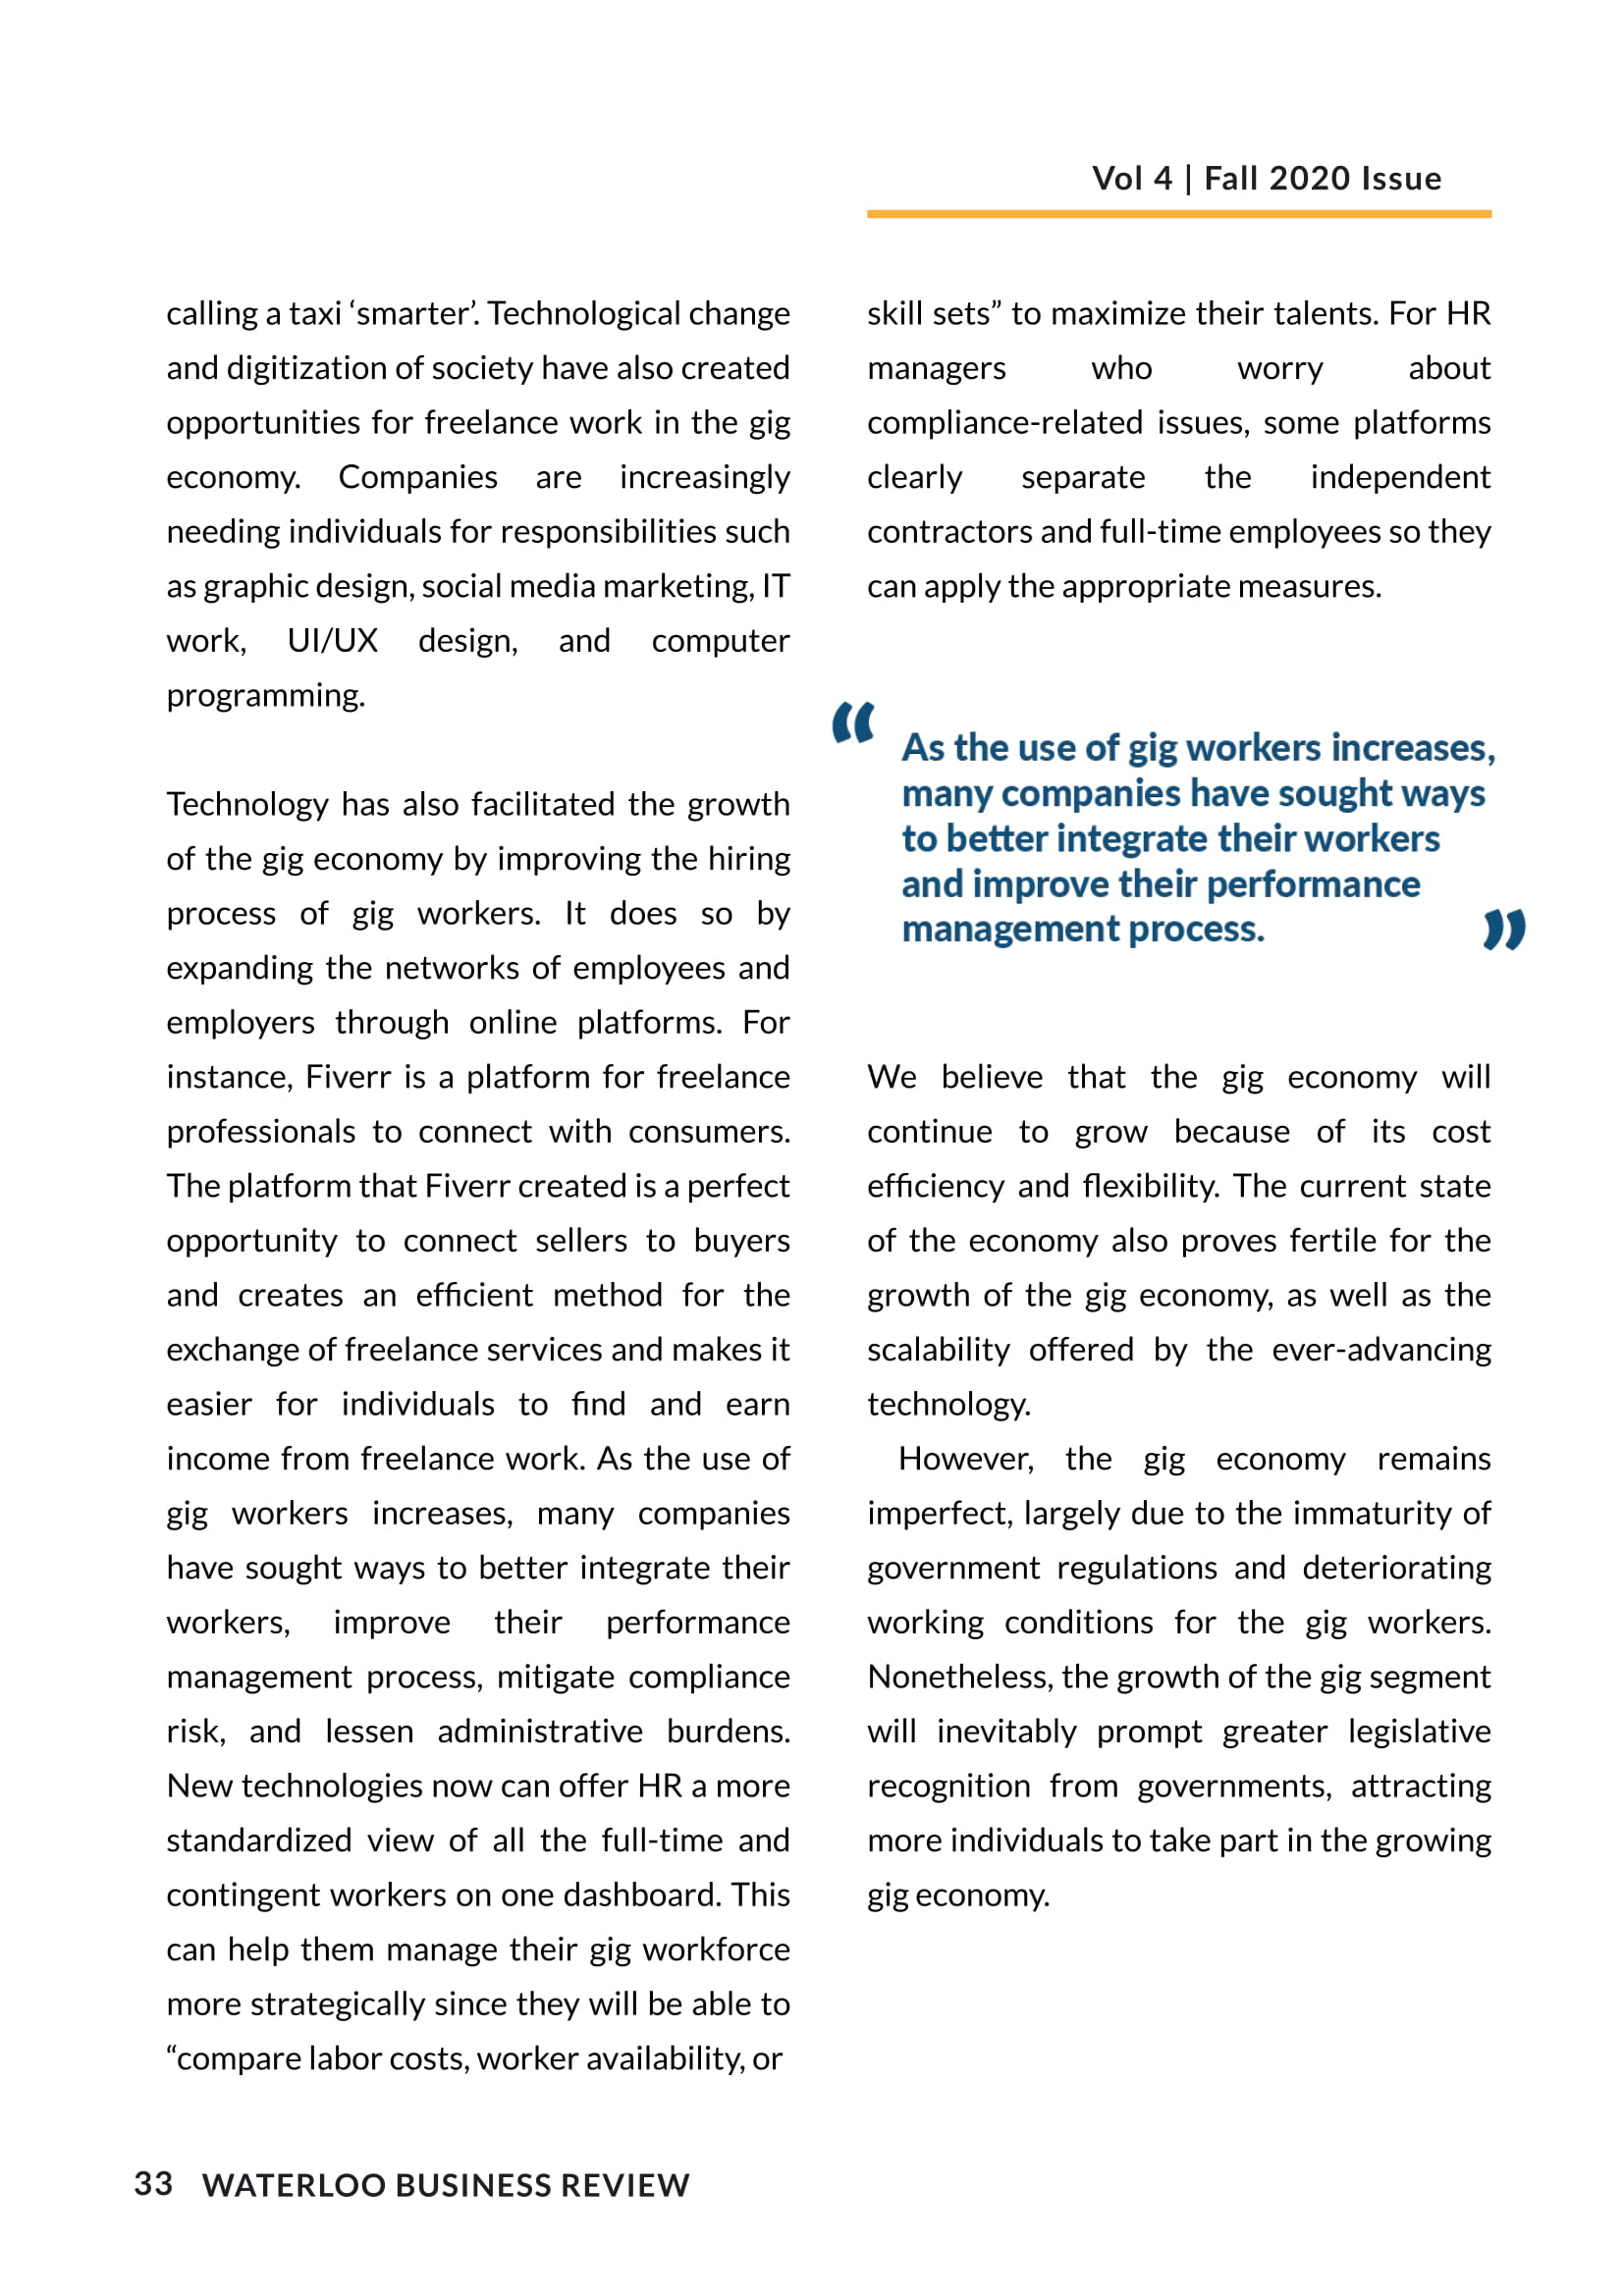 Vol 4 | Fall 2020 Issue
calling a taxi ‘smarter’. Technological change
and digitization of society have also created
opportunities for freelance work in the gig
economy. Companies are increasingly
needing individuals for responsibilities such
as graphic design, social media marketing, IT
work, UI/UX design, and computer
programming.
Technology has also facilitated the growth
of the gig economy by improving the hiring
process of gig workers. It does so by
expanding the networks of employees and
employers through online platforms. For
instance, Fiverr is a platform for freelance
professionals to connect with consumers.
The platform that Fiverr created is a perfect
opportunity to connect sellers to buyers
and creates an efficient method for the
exchange of freelance services and makes it
easier for individuals to find and earn
income from freelance work. As the use of
gig workers increases, many companies
have sought ways to better integrate their
workers, improve their performance
management process, mitigate compliance
risk, and lessen administrative burdens.
New technologies now can offer HR a more
standardized view of all the full-time and
contingent workers on one dashboard. This
can help them manage their gig workforce
more strategically since they will be able to
“compare labor costs, worker availability, or
skill sets” to maximize their talents. For HR
managers who worry about
compliance-related issues, some platforms
clearly separate the independent
contractors and full-time employees so they
can apply the appropriate measures.
“As the use of gig workers increases,
many companies have sought ways
to better integrate their workers
and improve their performance
management process.”
We believe that the gig economy will
continue to grow because of its cost
efficiency and flexibility. The current state
of the economy also proves fertile for the
growth of the gig economy, as well as the
scalability offered by the ever-advancing
technology.
However, the gig economy remains
imperfect, largely due to the immaturity of
government regulations and deteriorating
working conditions for the gig workers.
Nonetheless, the growth of the gig segment
will inevitably prompt greater legislative
recognition from governments, attracting
more individuals to take part in the growing
gig economy.
33 WATERLOO BUSINESS REVIEW